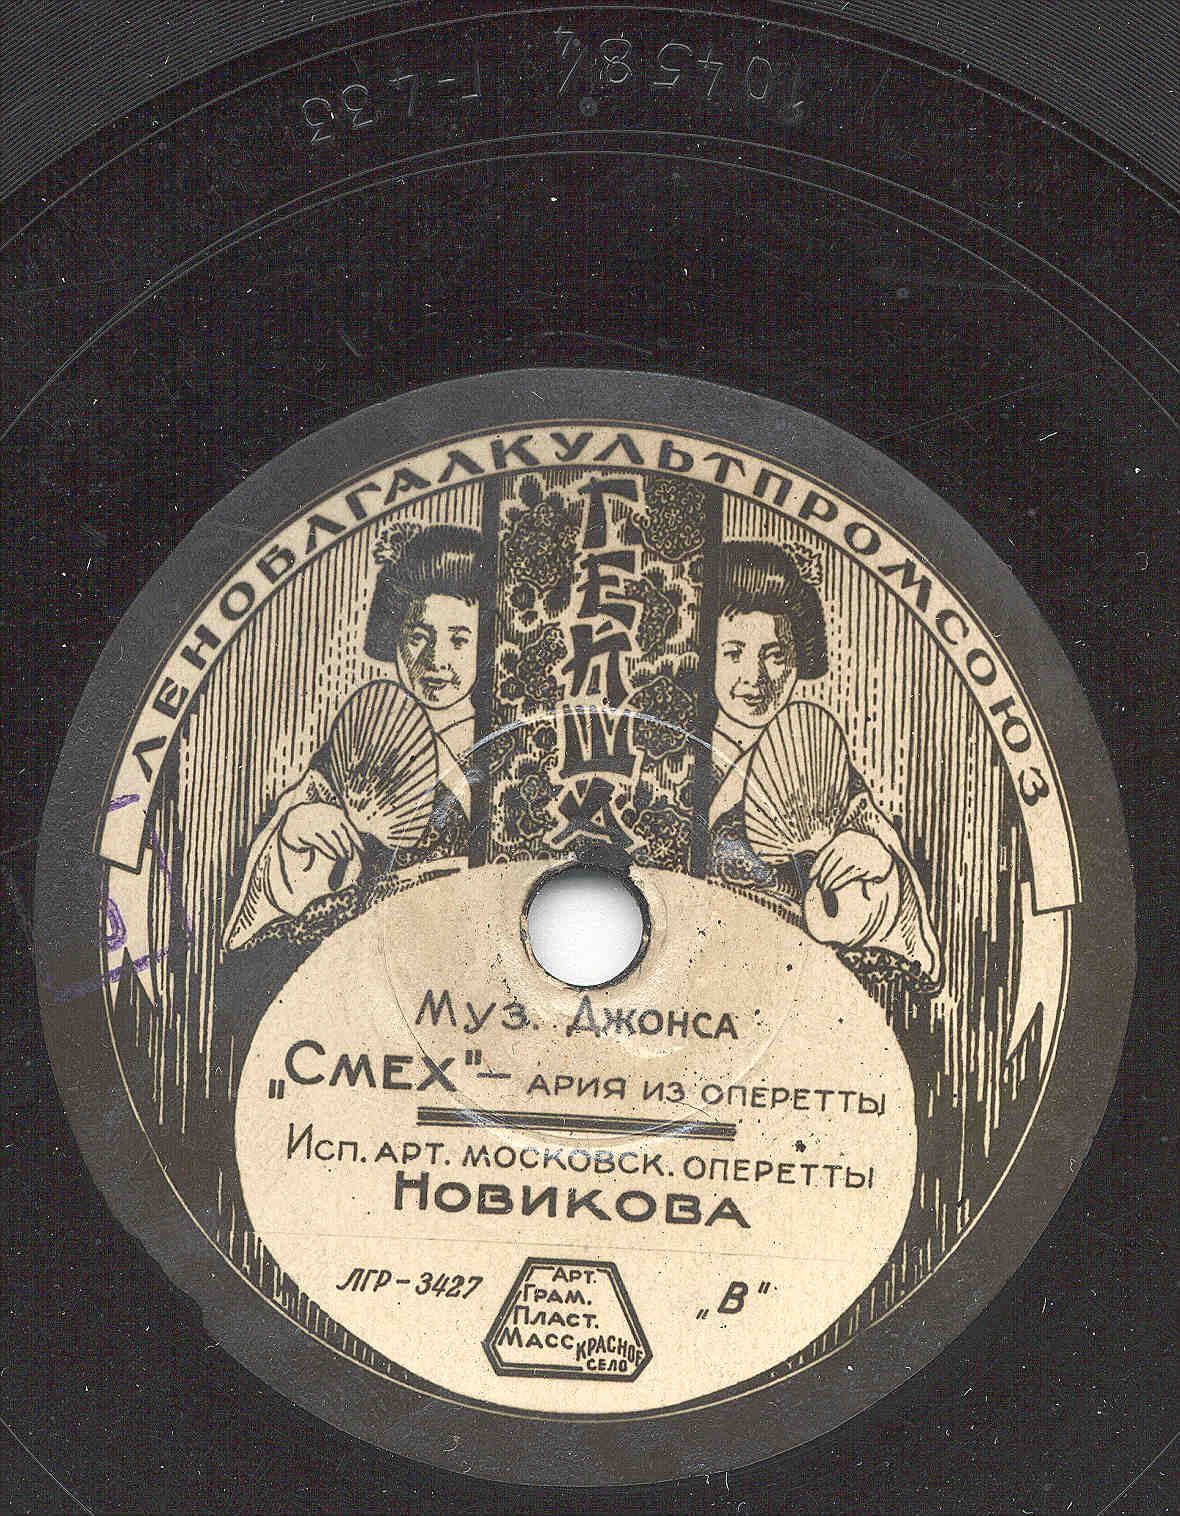 104584 Г-433
ЛЕНОБЛГАЛКУЛЬТПРОМСОЮЗ
ГЕЙША
Муз. Джонса
„Смех" — ария из оперетты
Исп. арт. московск. оперетты
Новикова
ЛГР-3427
Арт.
Грам.
Пласт.
Масс
Красное
село
„В"